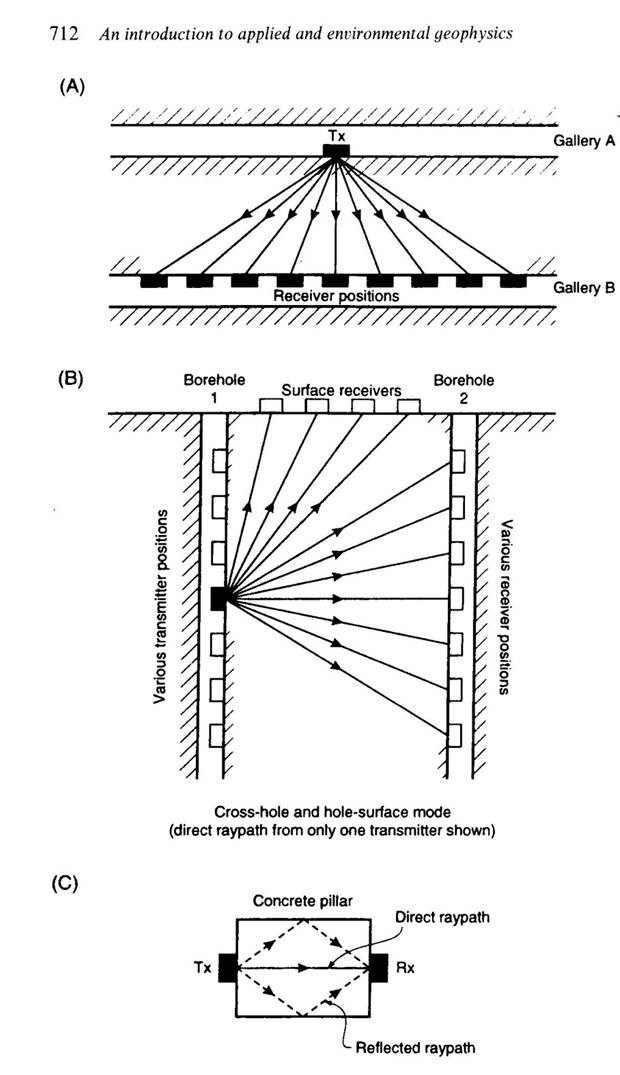 712 An introduction to applied and environmental geophysics
(A)
Tx
Gallery A
Gallery B
Receiver positions
(B)
Borehole
1
Surface receivers
Borehole
2
Various transmitter positions
Various receiver positions
Cross-hole and hole-surface mode
(direct raypath from only one transmitter shown)
(C)
Concrete pillar
Direct raypath
Tx
Rx
Reflected raypath